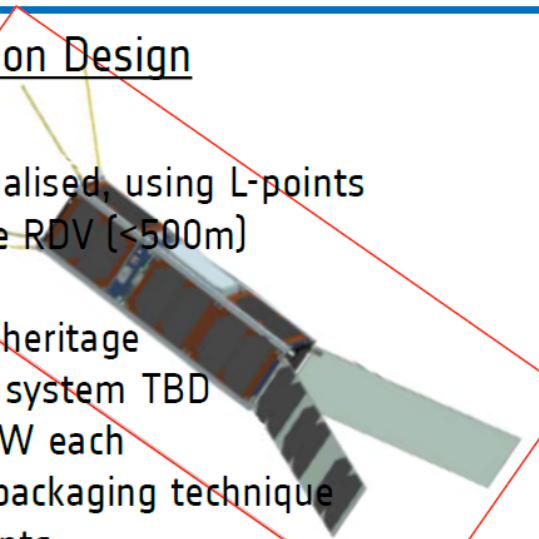 on Design
alised, using L-points
e RDV (<500m)
heritage
system TBD
W each
packaging technique